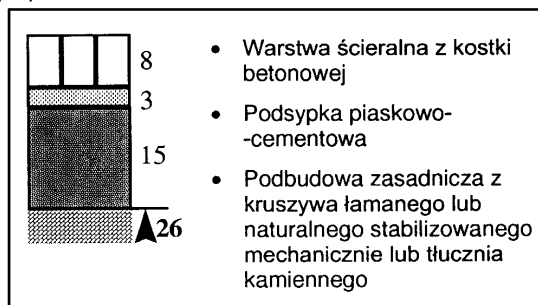 8
3
15
26
• Warstwa ścieralna z kostki
betonowej
• Podsypka piaskowo-
-cementowa
• Podbudowa zasadnicza z
kruszywa łamanego lub
naturalnego stabilizowanego
mechanicznie lub tłucznia
kamiennego